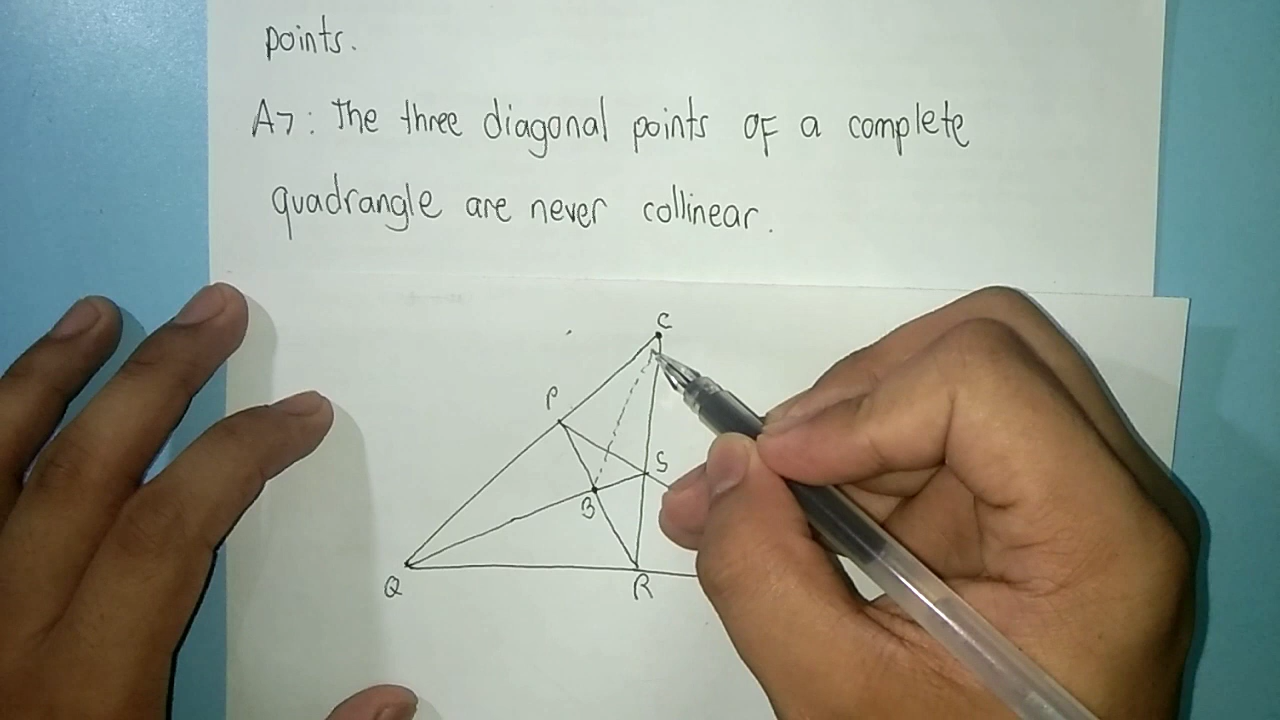 points.
A7: The three diagonal points of a complete
quadrangle are never collinear.
C
P
S
B
Q
R